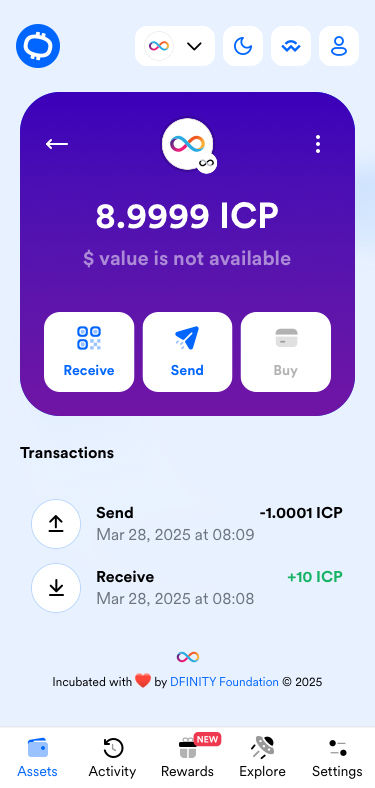 8.9999 ICP
$ value is not available
Receive
Send
Buy
Transactions
Send
-1.0001 ICP
Mar 28, 2025 at 08:09
Receive
+10 ICP
Mar 28, 2025 at 08:08
Incubated with ❤️ by DFINITY Foundation © 2025
NEW
Assets
Activity
Rewards
Explore
Settings